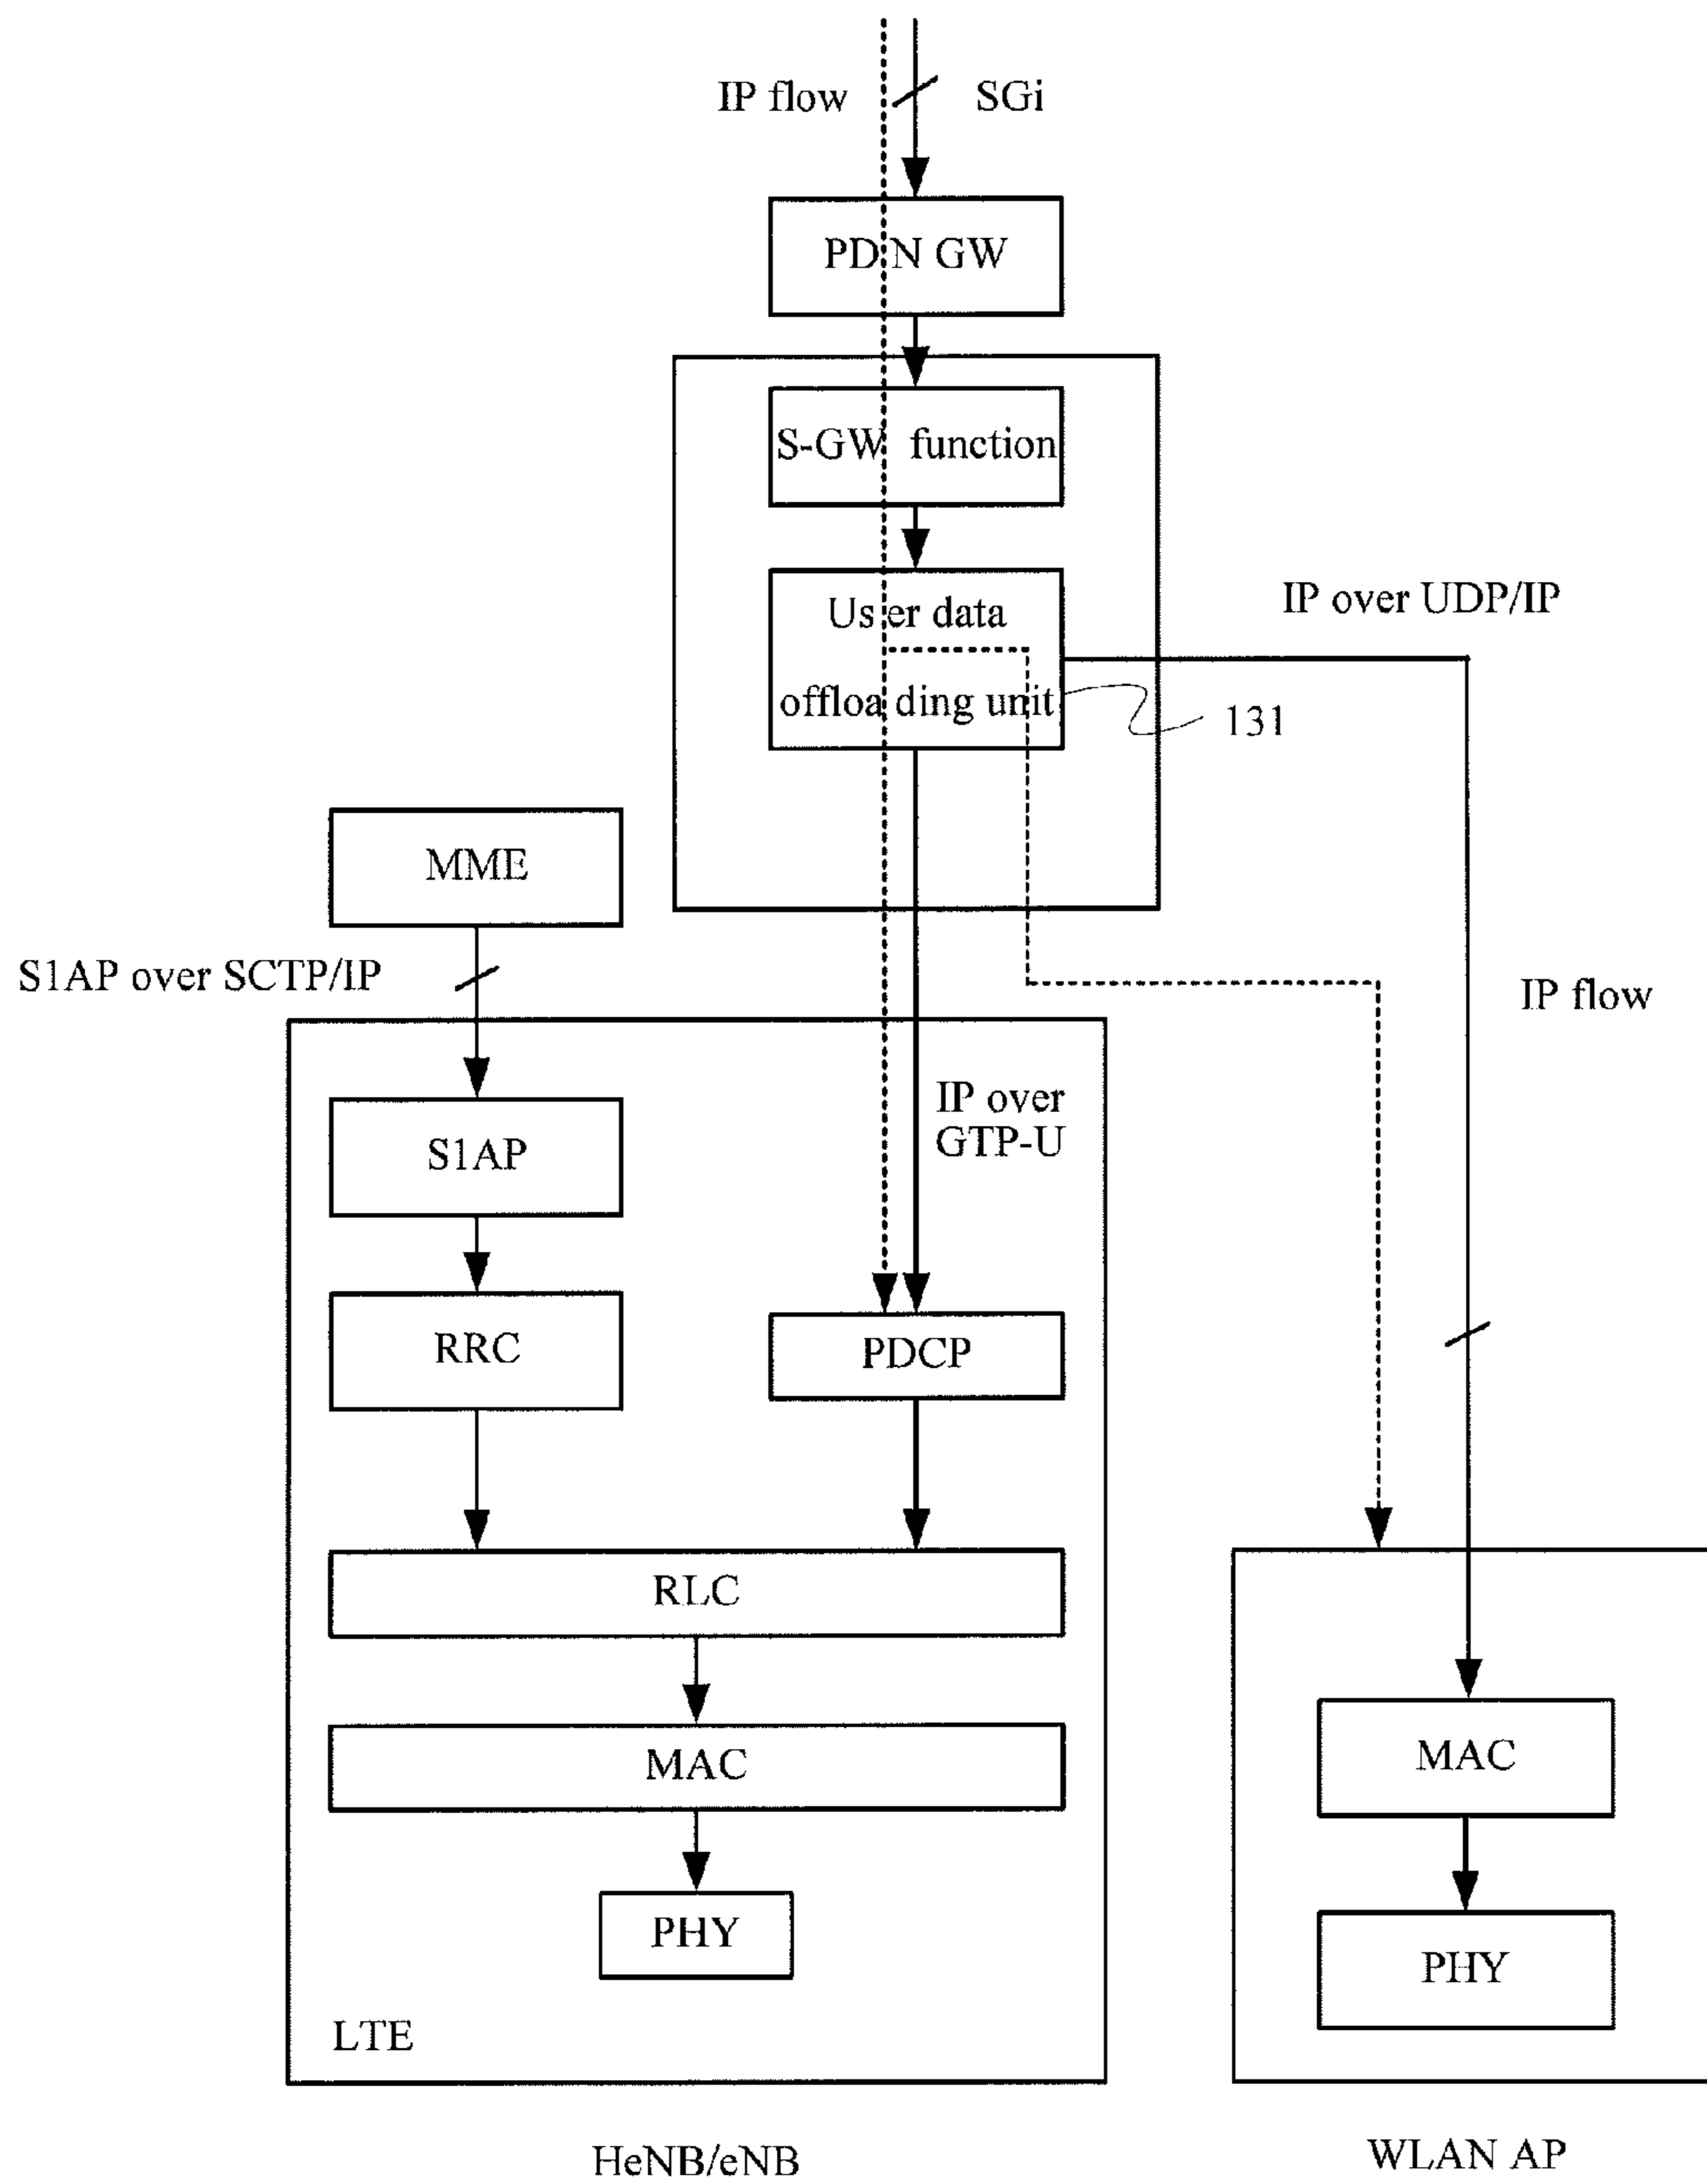 IP flow
SGi
PDN GW
S-GW function
User data
offloading unit
131
IP over UDP/IP
MME
S1AP over SCTP/IP
IP flow
S1AP
IP over
GTP-U
RRC
PDCP
RLC
MAC
MAC
PHY
PHY
LTE
HeNB/eNB
WLAN AP